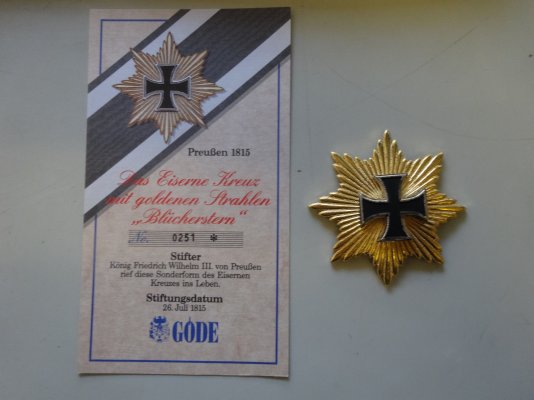 Preußen 1815
Das Eiserne Kreuz
mit goldenen Strahlen
„Blücherstern“
No. 0251 *
Stifter
König Friedrich Wilhelm III. von Preußen
rief diese Sonderform des Eisernen
Kreuzes ins Leben.
Stiftungsdatum
26. Juli 1815
GÖDE